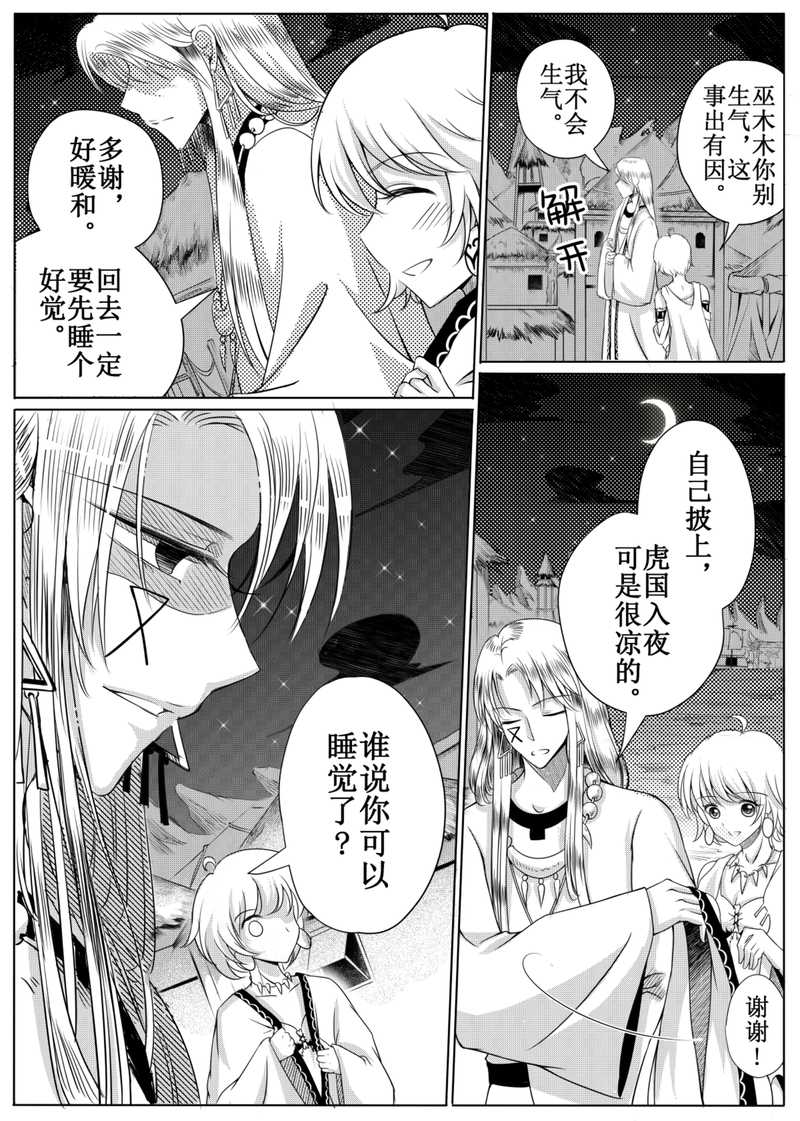 巫木木你别
生气，这
事出有因。
我不会
生气。
解
开
多谢，
好暖和。
回去一定
要先睡个
好觉。
自己披上，
虎国入夜
可是很凉的。
谢谢！
谁说你可以
睡觉了？